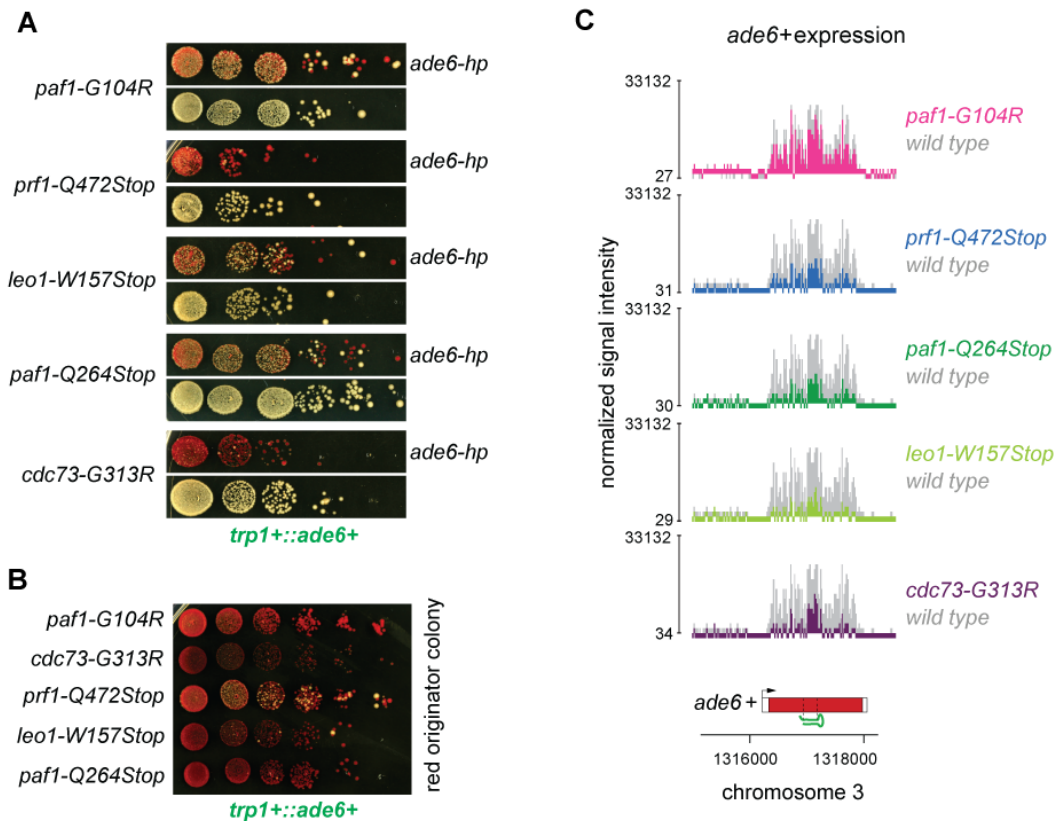 A
paf1-G104R
ade6-hp
prf1-Q472Stop
ade6-hp
leo1-W157Stop
ade6-hp
paf1-Q264Stop
ade6-hp
cdc73-G313R
ade6-hp
trp1+::ade6+
B
paf1-G104R
cdc73-G313R
prf1-Q472Stop
leo1-W157Stop
paf1-Q264Stop
red originator colony
trp1+::ade6+
C
ade6+expression
normalized signal intensity
33132
27
paf1-G104R
wild type
33132
31
prf1-Q472Stop
wild type
33132
30
paf1-Q264Stop
wild type
33132
29
leo1-W157Stop
wild type
33132
34
cdc73-G313R
wild type
ade6+
1316000
1318000
chromosome 3